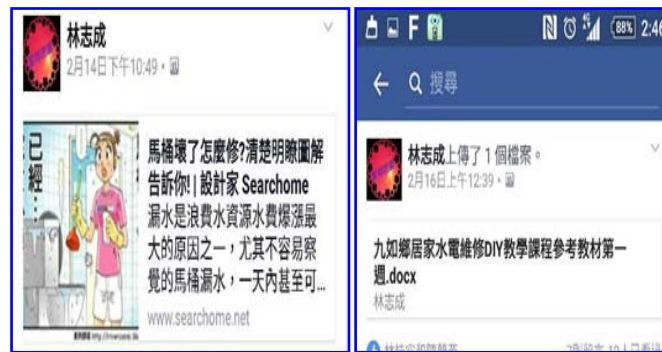 林志成
2月14日下午10:49
已經…
馬桶壞了怎麼修?清楚明瞭圖解
告訴你! | 設計家 Searchome
漏水是浪費水資源水費爆漲最
大的原因之一，尤其不容易察
覺的馬桶漏水，一天內甚至可...
www.searchome.net
88% 2:46
搜尋
林志成上傳了 1 個檔案。
2月16日上午12:39
九如鄉居家水電維修DIY教學課程參考教材第一
週.docx
林志成